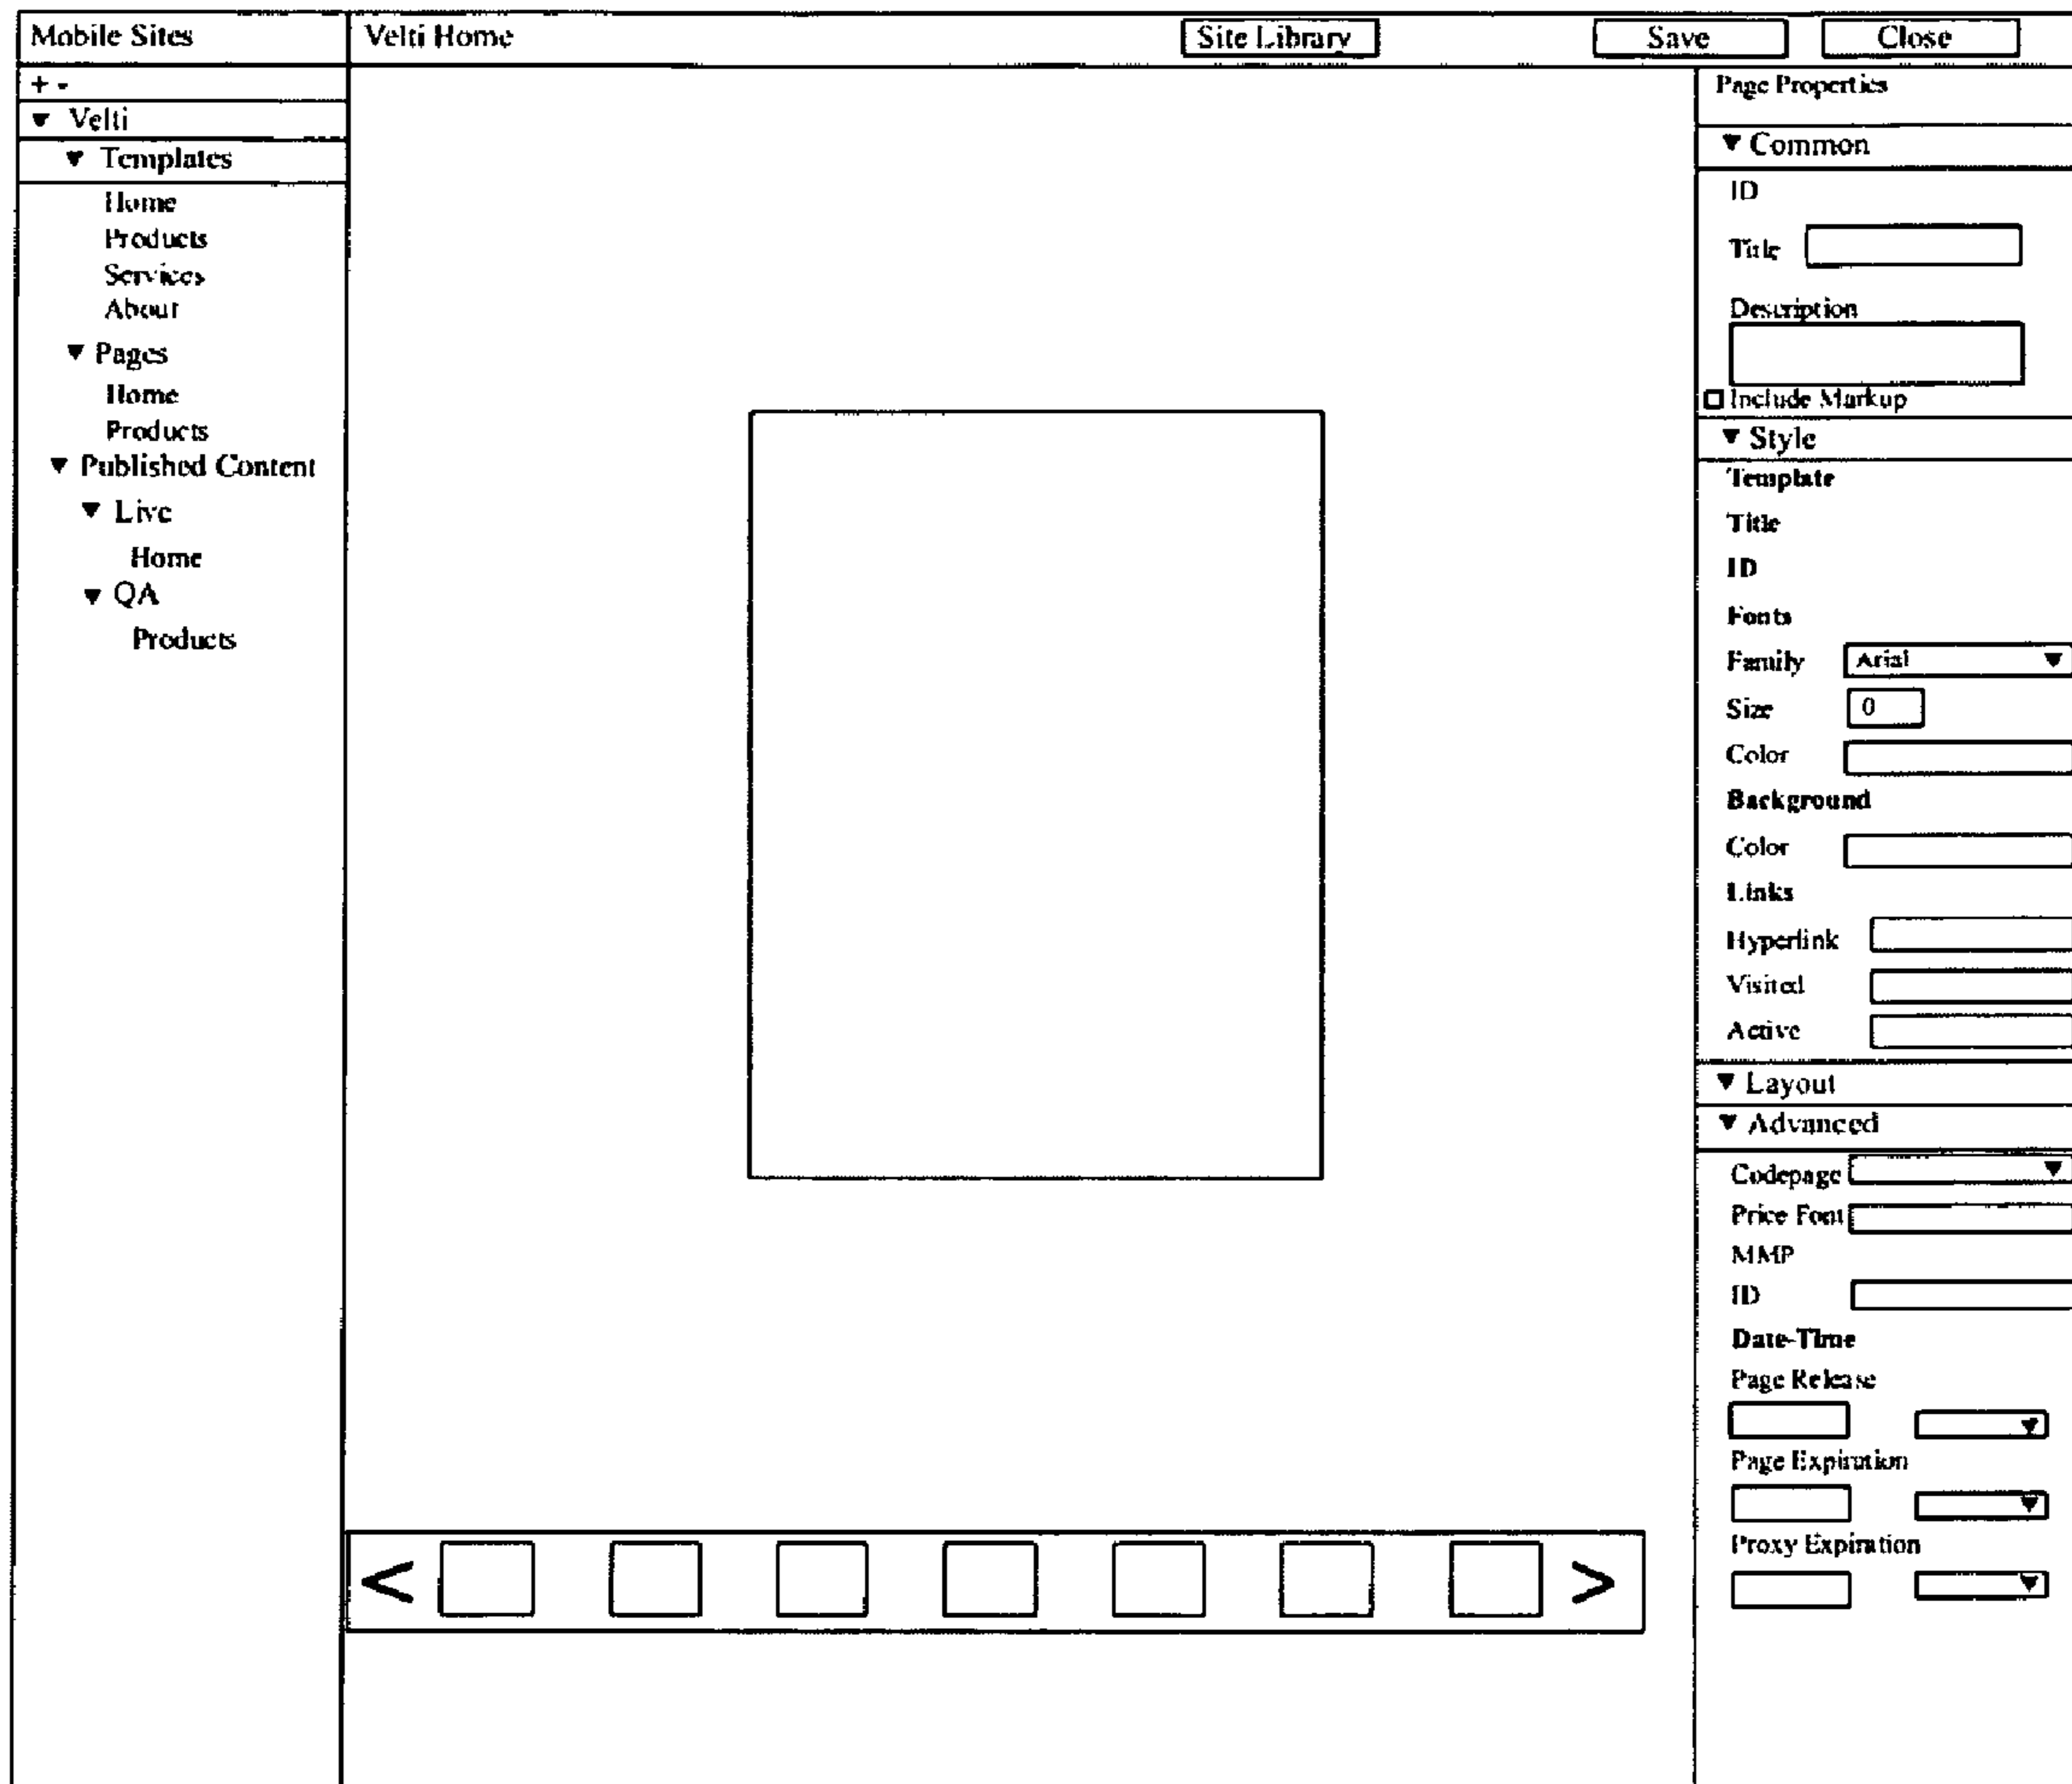 Mobile Sites
Velti Home
Site Library
Save
Close
+ -
▼ Velti
▼ Templates
Home
Products
Services
About
▼ Pages
Home
Products
▼ Published Content
▼ Live
Home
▼ QA
Products
<
>
Page Properties
▼ Common
ID
Title
Description
Include Markup
▼ Style
Template
Title
ID
Fonts
Family Arial ▼
Size 0
Color
Background
Color
Links
Hyperlink
Visited
Active
▼ Layout
▼ Advanced
Codepage ▼
Price Font
MMP
ID
Date-Time
Page Release
▼
Page Expiration
▼
Proxy Expiration
▼